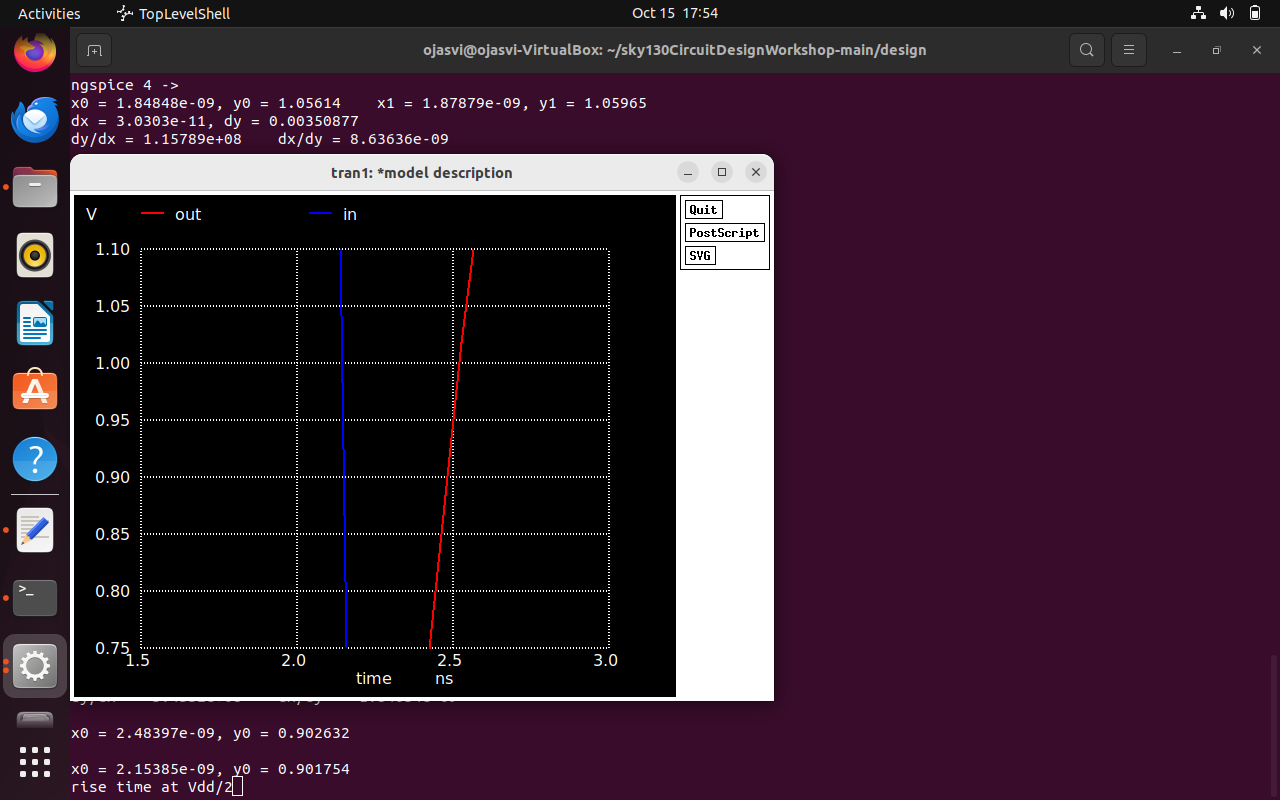 Activities TopLevelShell Oct 15 17:54
ojasvi@ojasvi-VirtualBox: ~/sky130CircuitDesignWorkshop-main/design
ngspice 4 ->
x0 = 1.84848e-09, y0 = 1.05614 x1 = 1.87879e-09, y1 = 1.05965
dx = 3.0303e-11, dy = 0.00350877
dy/dx = 1.15789e+08 dx/dy = 8.63636e-09
tran1: *model description
V out in
Quit
PostScript
SVG
1.10
1.05
1.00
0.95
0.90
0.85
0.80
0.75
1.5 2.0 2.5 3.0
time ns
x0 = 2.48397e-09, y0 = 0.902632
x0 = 2.15385e-09, y0 = 0.901754
rise time at Vdd/2